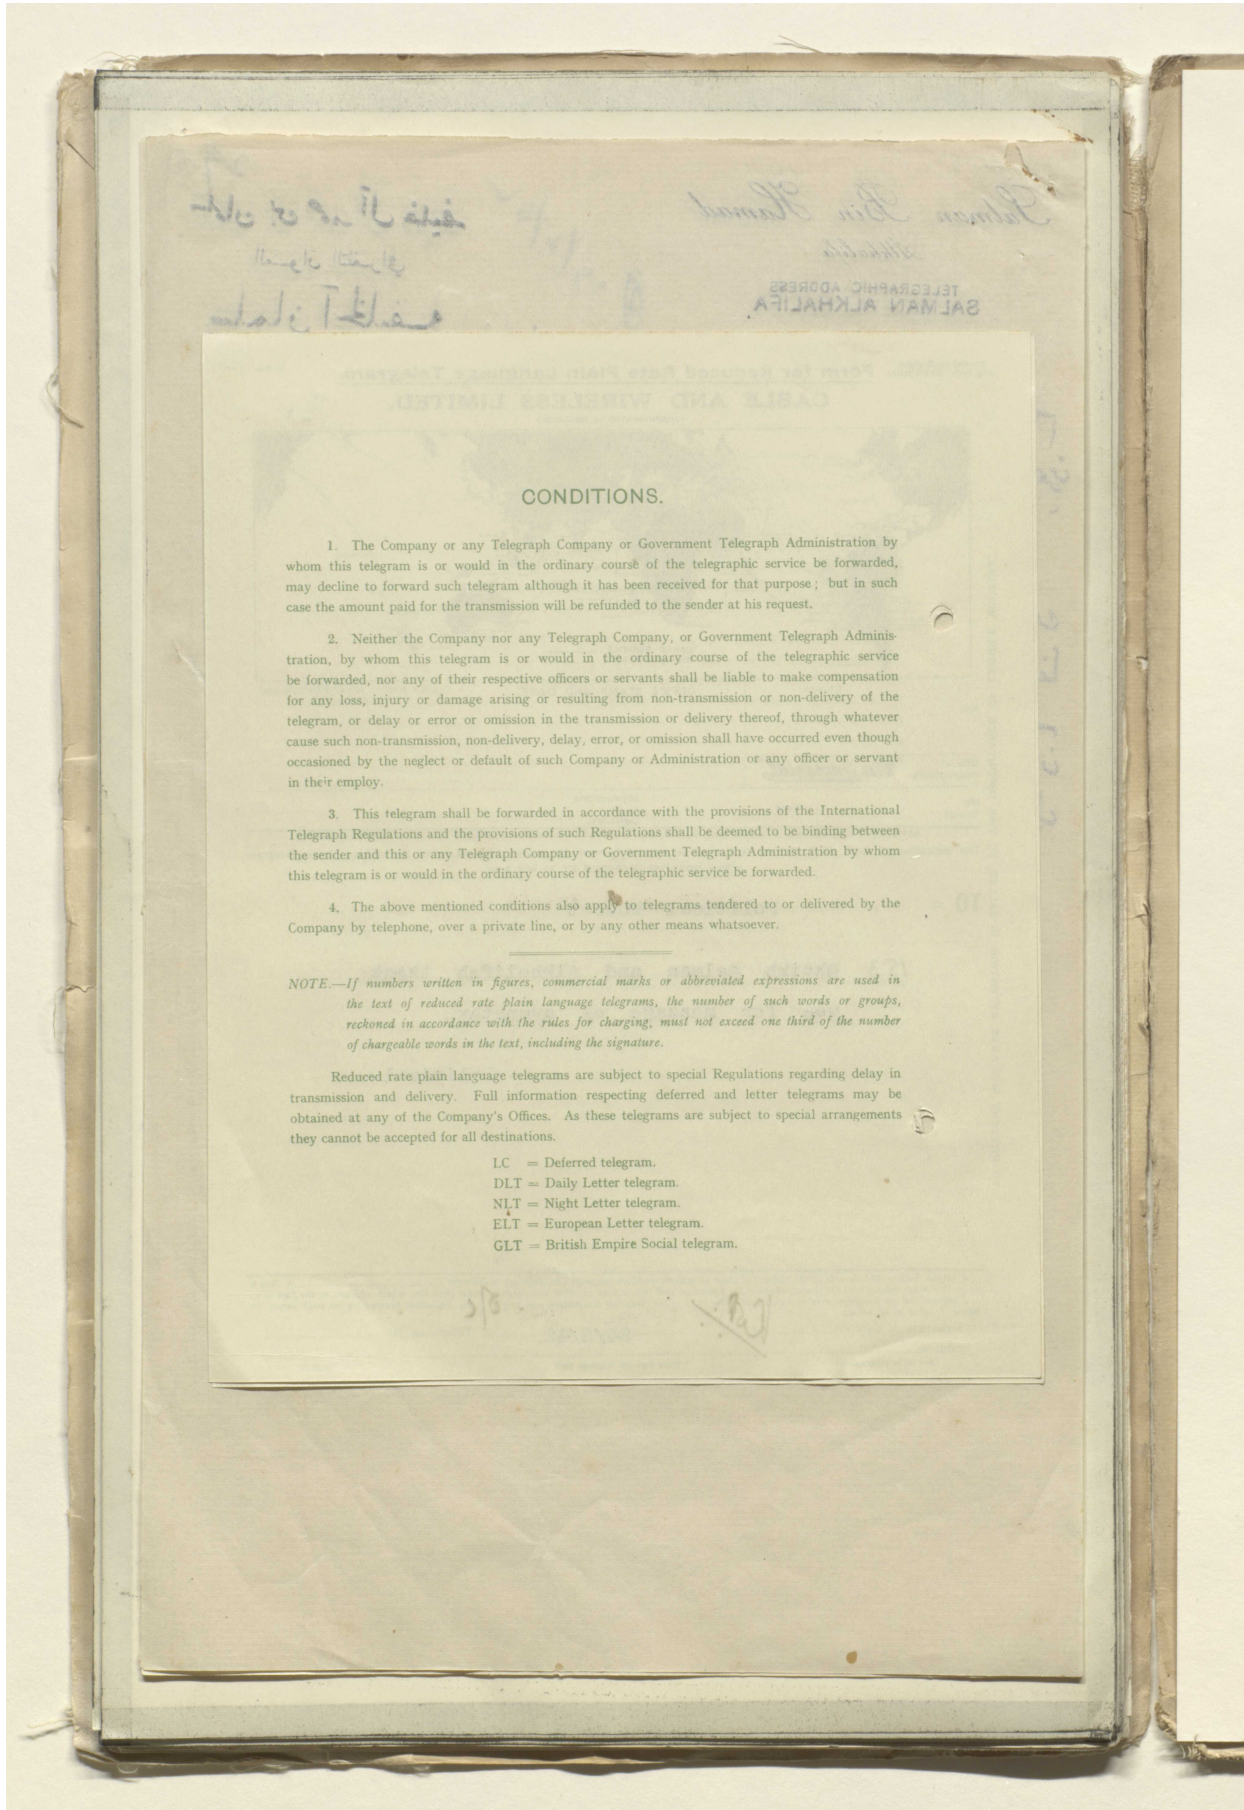 CONDITIONS.
1. The Company or any Telegraph Company or Government Telegraph Administration by
whom this telegram is or would in the ordinary course of the telegraphic service be forwarded,
may decline to forward such telegram although it has been received for that purpose ; but in such
case the amount paid for the transmission will be refunded to the sender at his request.
2. Neither the Company nor any Telegraph Company, or Government Telegraph Adminis-
tration, by whom this telegram is or would in the ordinary course of the telegraphic service
be forwarded, nor any of their respective officers or servants shall be liable to make compensation
for any loss, injury or damage arising or resulting from non-transmission or non-delivery of the
telegram, or delay or error or omission in the transmission or delivery thereof, through whatever
cause such non-transmission, non-delivery, delay, error, or omission shall have occurred even though
occasioned by the neglect or default of such Company or Administration or any officer or servant
in their employ.
3. This telegram shall be forwarded in accordance with the provisions of the International
Telegraph Regulations and the provisions of such Regulations shall be deemed to be binding between
the sender and this or any Telegraph Company or Government Telegraph Administration by whom
this telegram is or would in the ordinary course of the telegraphic service be forwarded.
4. The above mentioned conditions also apply to telegrams tendered to or delivered by the
Company by telephone, over a private line, or by any other means whatsoever.
NOTE.—If numbers written in figures, commercial marks or abbreviated expressions are used in
the text of reduced rate plain language telegrams, the number of such words or groups,
reckoned in accordance with the rules for charging, must not exceed one third of the number
of chargeable words in the text, including the signature.
Reduced rate plain language telegrams are subject to special Regulations regarding delay in
transmission and delivery. Full information respecting deferred and letter telegrams may be
obtained at any of the Company's Offices. As these telegrams are subject to special arrangements
they cannot be accepted for all destinations.
LC = Deferred telegram.
DLT = Daily Letter telegram.
NLT = Night Letter telegram.
ELT = European Letter telegram.
GLT = British Empire Social telegram.